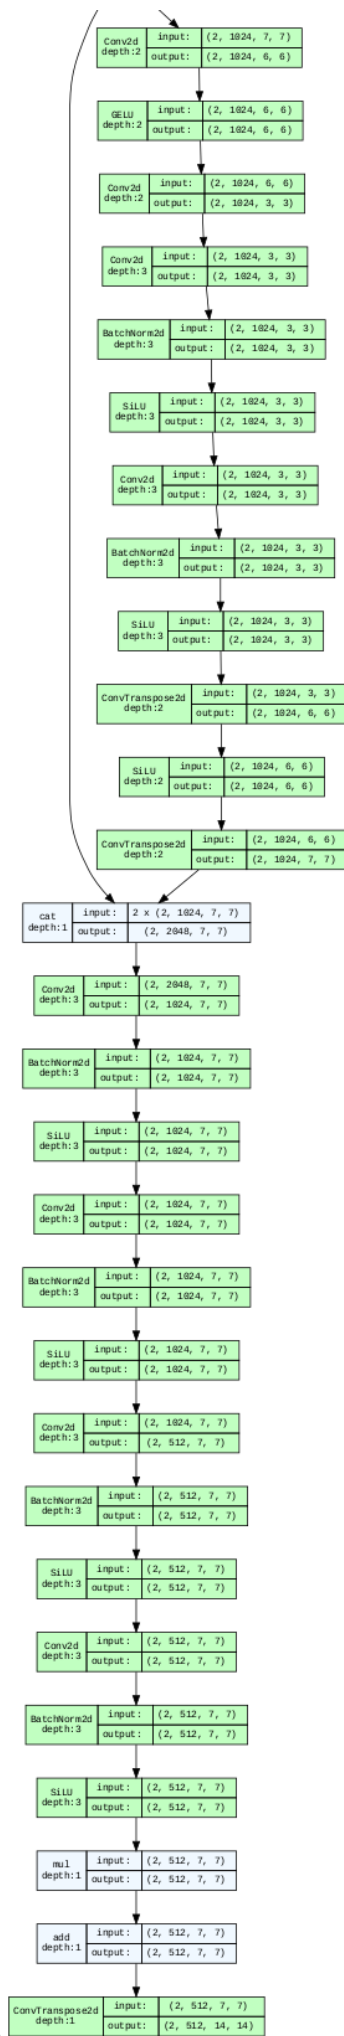 Conv2d depth:2 input: (2, 1024, 7, 7)
output: (2, 1024, 6, 6)
GELU depth:2 input: (2, 1024, 6, 6)
output: (2, 1024, 6, 6)
Conv2d depth:2 input: (2, 1024, 6, 6)
output: (2, 1024, 3, 3)
Conv2d depth:3 input: (2, 1024, 3, 3)
output: (2, 1024, 3, 3)
BatchNorm2d depth:3 input: (2, 1024, 3, 3)
output: (2, 1024, 3, 3)
SiLU depth:3 input: (2, 1024, 3, 3)
output: (2, 1024, 3, 3)
Conv2d depth:3 input: (2, 1024, 3, 3)
output: (2, 1024, 3, 3)
BatchNorm2d depth:3 input: (2, 1024, 3, 3)
output: (2, 1024, 3, 3)
SiLU depth:3 input: (2, 1024, 3, 3)
output: (2, 1024, 3, 3)
ConvTranspose2d depth:2 input: (2, 1024, 3, 3)
output: (2, 1024, 6, 6)
SiLU depth:2 input: (2, 1024, 6, 6)
output: (2, 1024, 6, 6)
ConvTranspose2d depth:2 input: (2, 1024, 6, 6)
output: (2, 1024, 7, 7)
cat depth:1 input: 2 x (2, 1024, 7, 7)
output: (2, 2048, 7, 7)
Conv2d depth:3 input: (2, 2048, 7, 7)
output: (2, 1024, 7, 7)
BatchNorm2d depth:3 input: (2, 1024, 7, 7)
output: (2, 1024, 7, 7)
SiLU depth:3 input: (2, 1024, 7, 7)
output: (2, 1024, 7, 7)
Conv2d depth:3 input: (2, 1024, 7, 7)
output: (2, 1024, 7, 7)
BatchNorm2d depth:3 input: (2, 1024, 7, 7)
output: (2, 1024, 7, 7)
SiLU depth:3 input: (2, 1024, 7, 7)
output: (2, 1024, 7, 7)
Conv2d depth:3 input: (2, 1024, 7, 7)
output: (2, 512, 7, 7)
BatchNorm2d depth:3 input: (2, 512, 7, 7)
output: (2, 512, 7, 7)
SiLU depth:3 input: (2, 512, 7, 7)
output: (2, 512, 7, 7)
Conv2d depth:3 input: (2, 512, 7, 7)
output: (2, 512, 7, 7)
BatchNorm2d depth:3 input: (2, 512, 7, 7)
output: (2, 512, 7, 7)
SiLU depth:3 input: (2, 512, 7, 7)
output: (2, 512, 7, 7)
mul depth:1 input: (2, 512, 7, 7)
output: (2, 512, 7, 7)
add depth:1 input: (2, 512, 7, 7)
output: (2, 512, 7, 7)
ConvTranspose2d depth:1 input: (2, 512, 7, 7)
output: (2, 512, 14, 14)